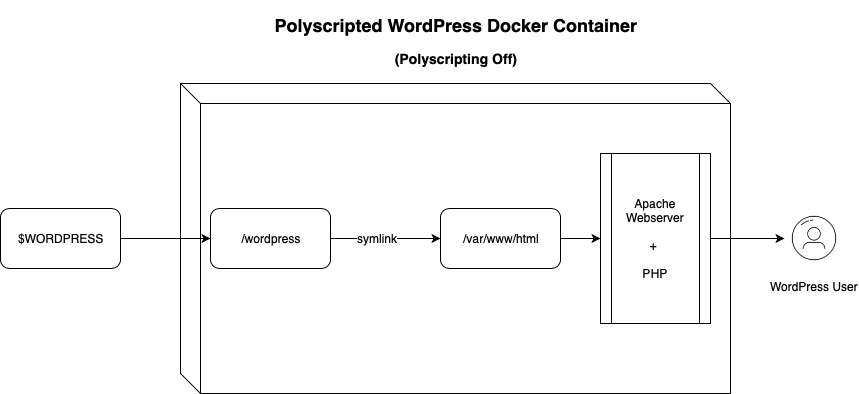 Polyscripted WordPress Docker Container
(Polyscripting Off)
$WORDPRESS
/wordpress
symlink
/var/www/html
Apache
Webserver
+
PHP
WordPress User